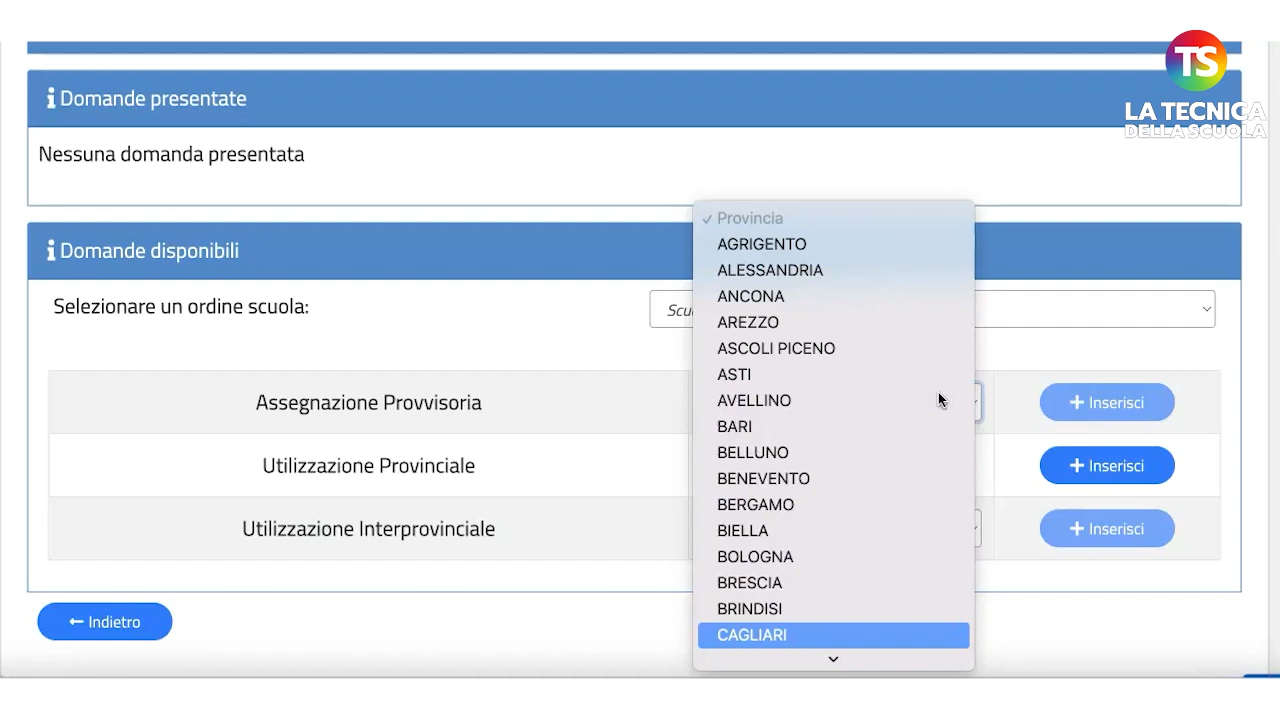 TS
LA TECNICA
DELLA SCUOLA
Domande presentate
Nessuna domanda presentata
Domande disponibili
Selezionare un ordine scuola:
Assegnazione Provvisoria
Inserisci
Utilizzazione Provinciale
Inserisci
Utilizzazione Interprovinciale
Inserisci
✓ Provincia
AGRIGENTO
ALESSANDRIA
ANCONA
AREZZO
ASCOLI PICENO
ASTI
AVELLINO
BARI
BELLUNO
BENEVENTO
BERGAMO
BIELLA
BOLOGNA
BRESCIA
BRINDISI
CAGLIARI
← Indietro